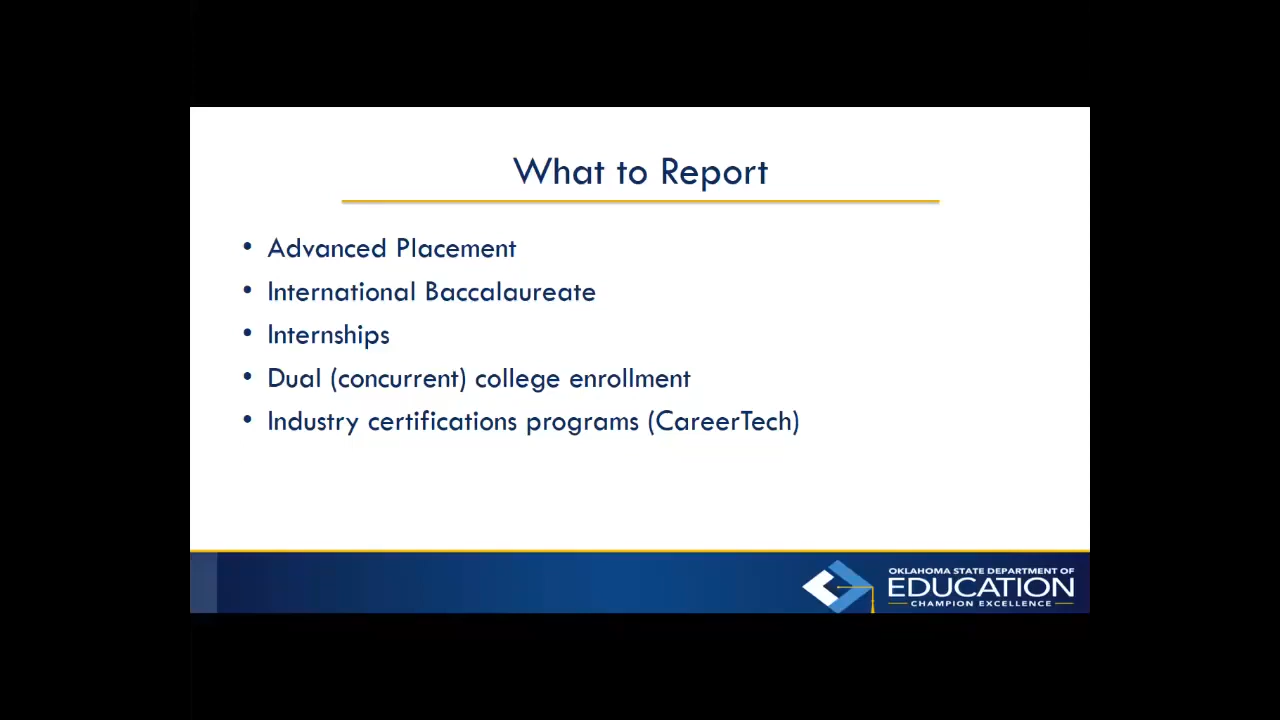 What to Report
• Advanced Placement
• International Baccalaureate
• Internships
• Dual (concurrent) college enrollment
• Industry certifications programs (CareerTech)
OKLAHOMA STATE DEPARTMENT OF
EDUCATION
CHAMPION EXCELLENCE